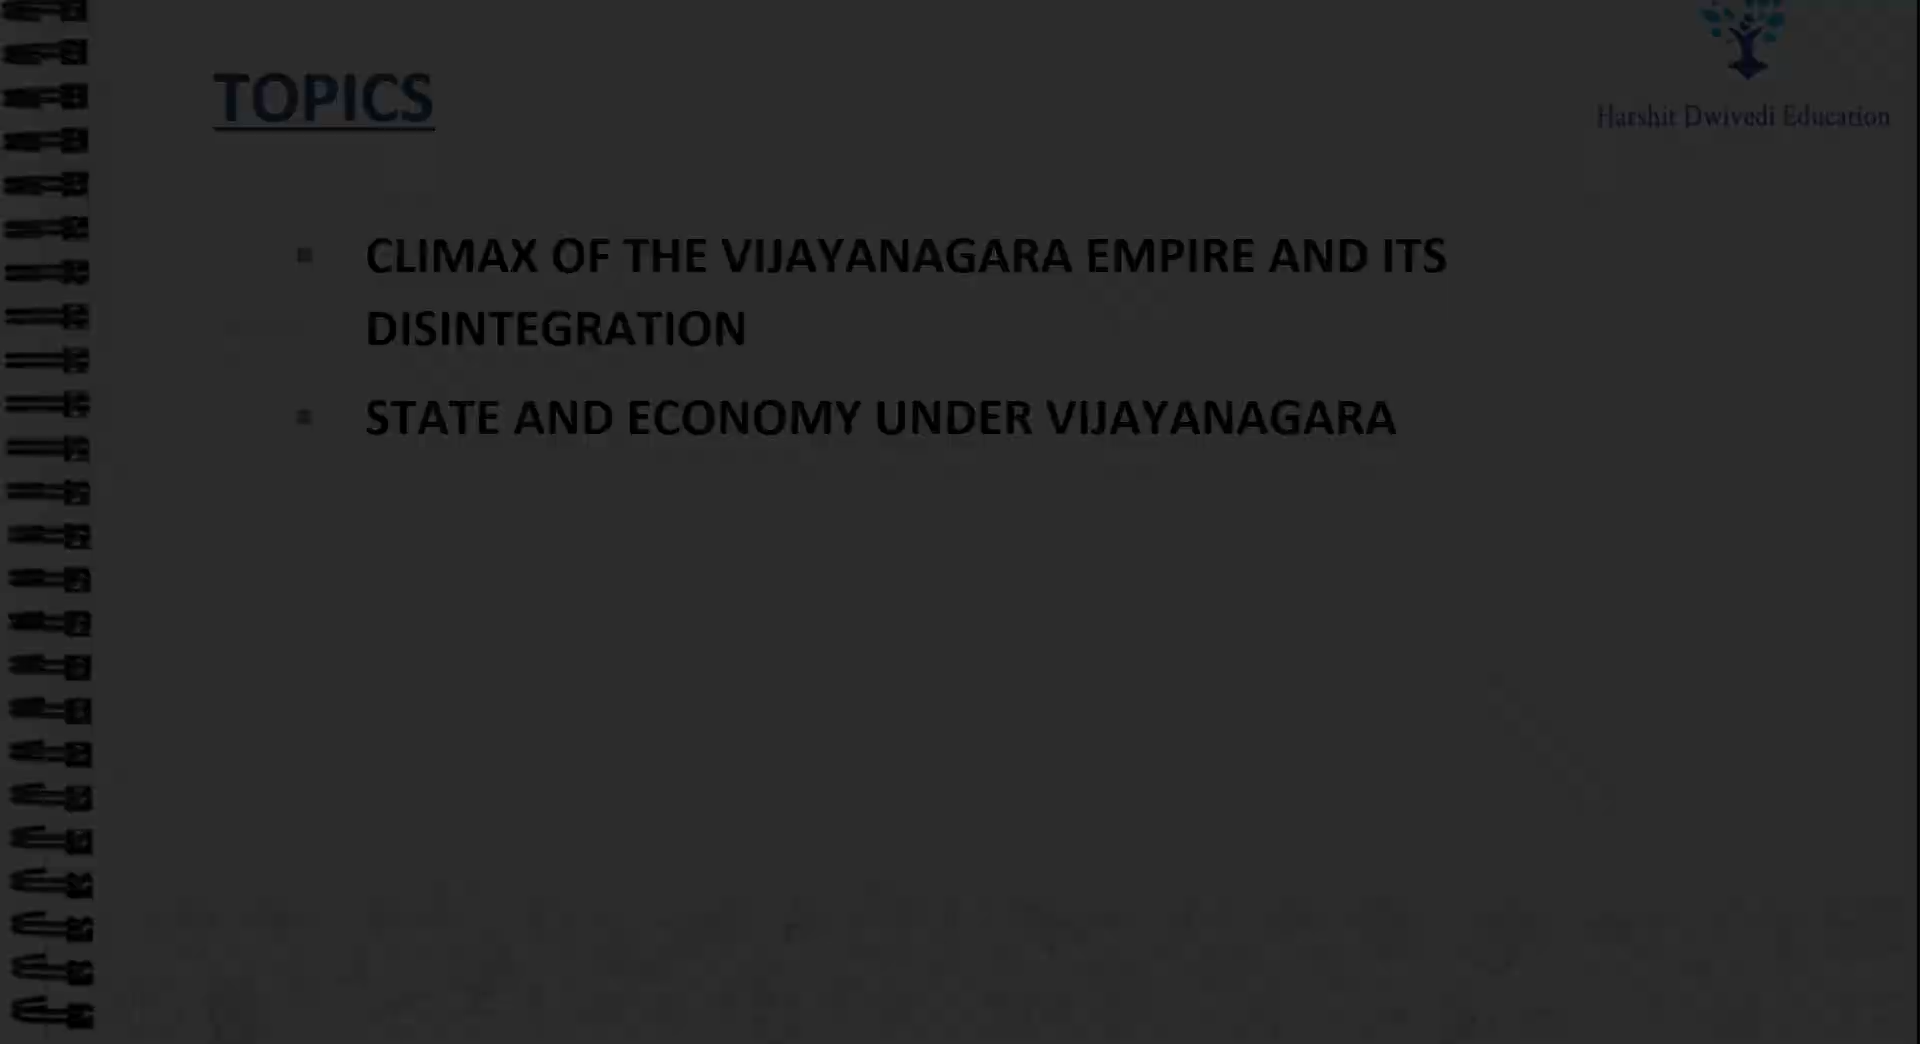 Harshit Dwivedi Education
TOPICS
▪ CLIMAX OF THE VIJAYANAGARA EMPIRE AND ITS
DISINTEGRATION
▪ STATE AND ECONOMY UNDER VIJAYANAGARA